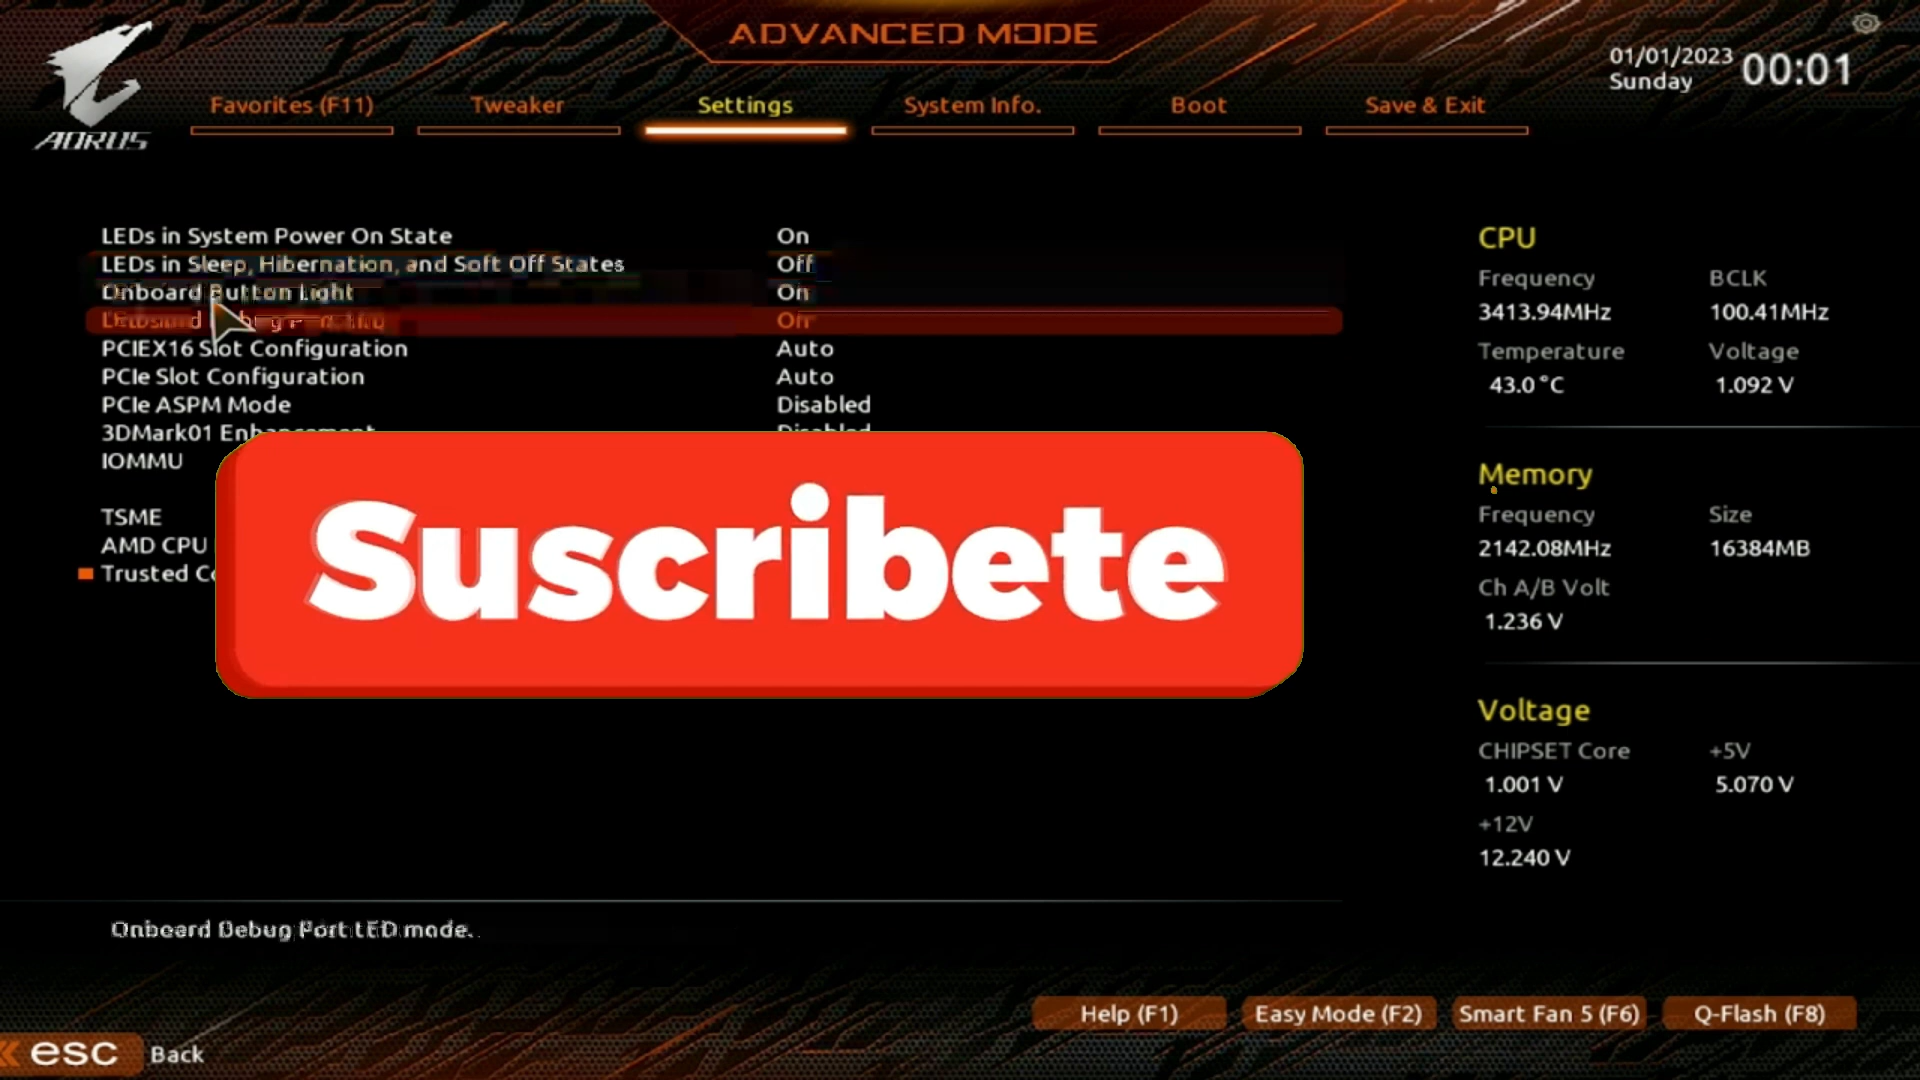 ADVANCED MODE
AORUS
01/01/2023
Sunday
00:01
Favorites (F11)
Tweaker
Settings
System Info.
Boot
Save & Exit
LEDs in System Power On State On
LEDs in Sleep, Hibernation, and Soft Off States Off
Onboard Button Light On
Off
PCIEX16 Slot Configuration Auto
PCIe Slot Configuration Auto
PCIe ASPM Mode Disabled
3DMark01 Enhancement Disabled
IOMMU
TSME
AMD CPU
Trusted
Suscribete
CPU
Frequency BCLK
3413.94MHz 100.41MHz
Temperature Voltage
43.0 °C 1.092 V
Memory
Frequency Size
2142.08MHz 16384MB
Ch A/B Volt
1.236 V
Voltage
CHIPSET Core +5V
1.001 V 5.070 V
+12V
12.240 V
Onboard Debug Port LED mode.
Help (F1)
Easy Mode (F2)
Smart Fan 5 (F6)
Q-Flash (F8)
esc Back